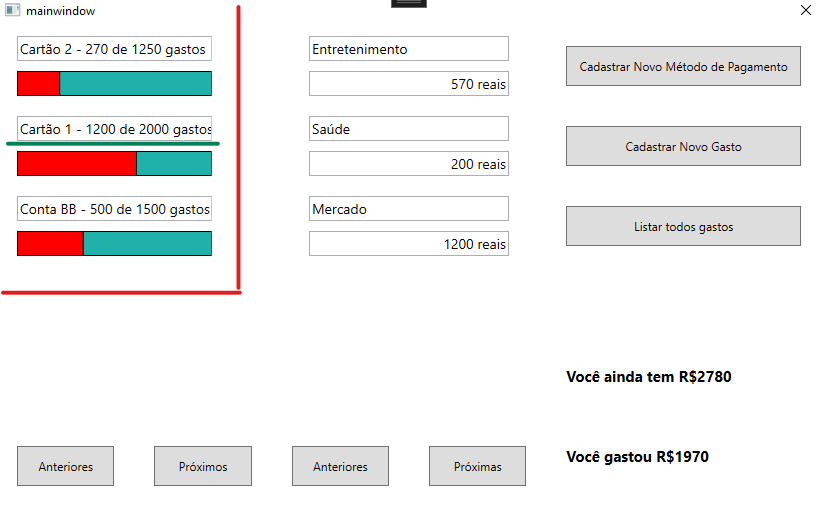 mainwindow
Cartão 2 - 270 de 1250 gastos
Cartão 1 - 1200 de 2000 gastos
Conta BB - 500 de 1500 gastos
Entretenimento
570 reais
Saúde
200 reais
Mercado
1200 reais
Cadastrar Novo Método de Pagamento
Cadastrar Novo Gasto
Listar todos gastos
Você ainda tem R$2780
Você gastou R$1970
Anteriores
Próximos
Anteriores
Próximas